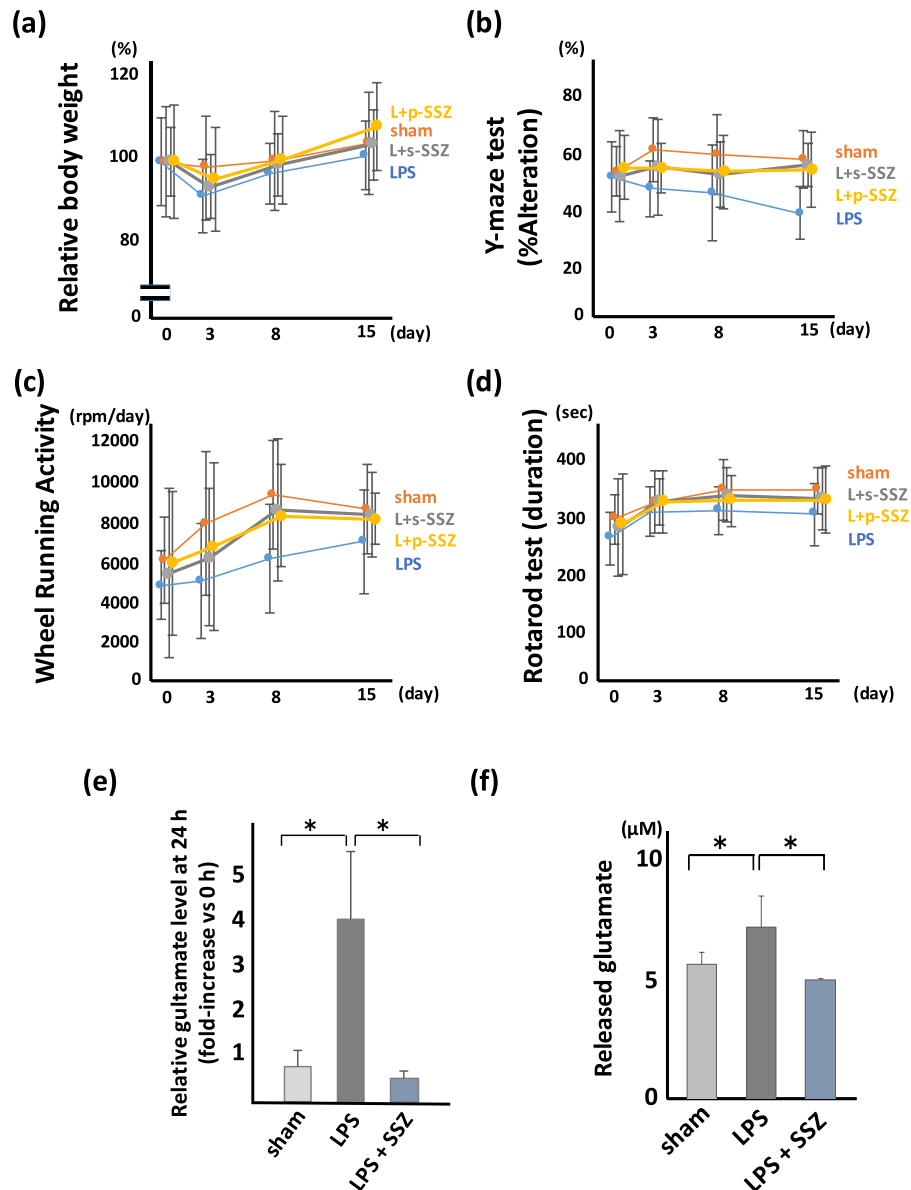 (a)
(%)
Relative body weight
120
100
80
0
0 3 8 15 (day)
L+p-SSZ
sham
L+s-SSZ
LPS
(b)
(%)
Y-maze test
(%Alteration)
80
60
40
20
0
0 3 8 15 (day)
sham
L+s-SSZ
L+p-SSZ
LPS
(c)
(rpm/day)
Wheel Running Activity
12000
10000
8000
6000
4000
2000
0
0 3 8 15 (day)
sham
L+s-SSZ
L+p-SSZ
LPS
(d)
(sec)
Rotarod test (duration)
400
300
200
100
0
0 3 8 15 (day)
sham
L+s-SSZ
L+p-SSZ
LPS
(e)
Relative gultamate level at 24 h
(fold-increase vs 0 h)
5
4
3
2
1
* *
sham LPS LPS + SSZ
(f)
(μM)
Released glutamate
10
5
0
* *
sham LPS LPS + SSZ